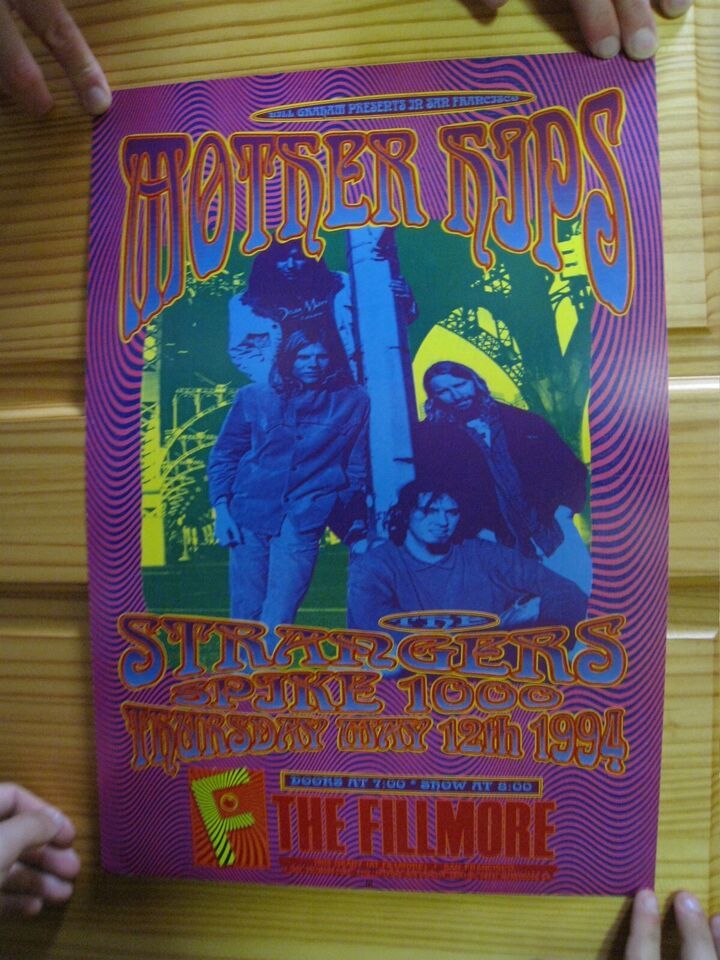 BILL GRAHAM PRESENTS IN SAN FRANCISCO
MOTHER HIPS
THE
STRANGERS
SPIKE 1000
THURSDAY MAY 12th 1994
DOORS AT 7:00 * SHOW AT 8:00
F
THE FILLMORE